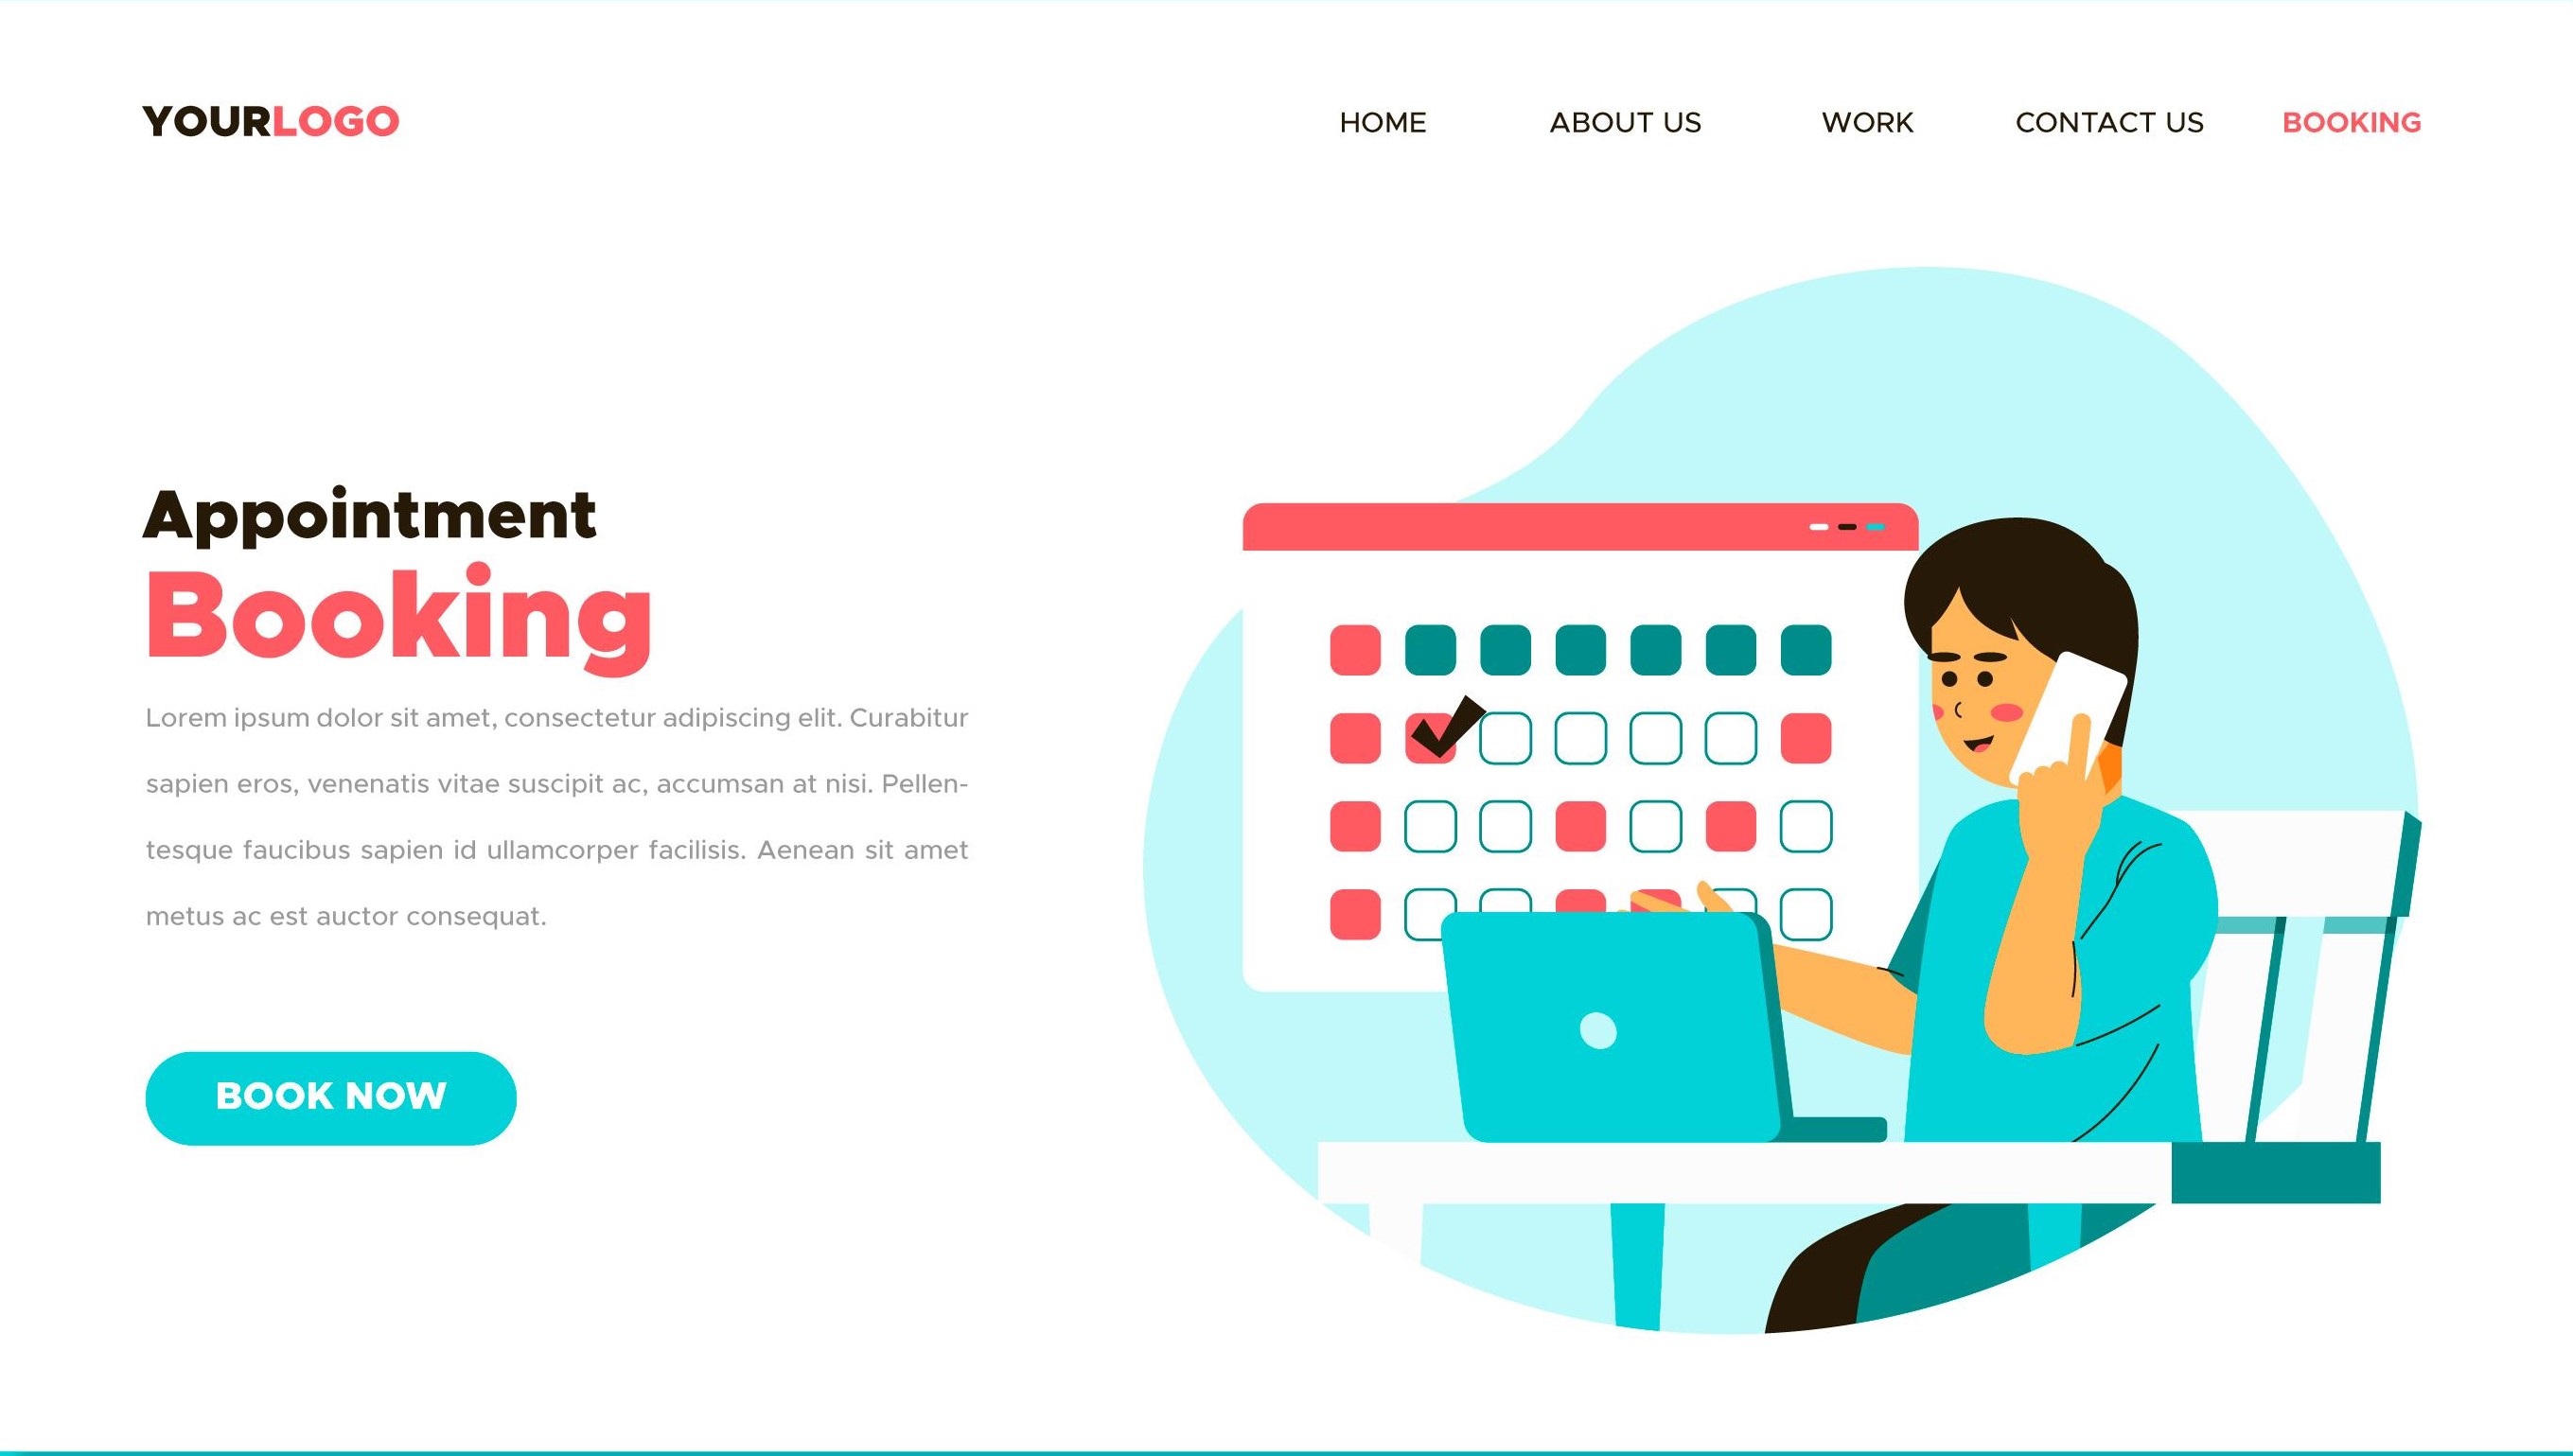 YOURLOGO
HOME ABOUT US WORK CONTACT US BOOKING
Appointment
Booking
Lorem ipsum dolor sit amet, consectetur adipiscing elit. Curabitur
sapien eros, venenatis vitae suscipit ac, accumsan at nisi. Pellen-
tesque faucibus sapien id ullamcorper facilisis. Aenean sit amet
metus ac est auctor consequat.
BOOK NOW